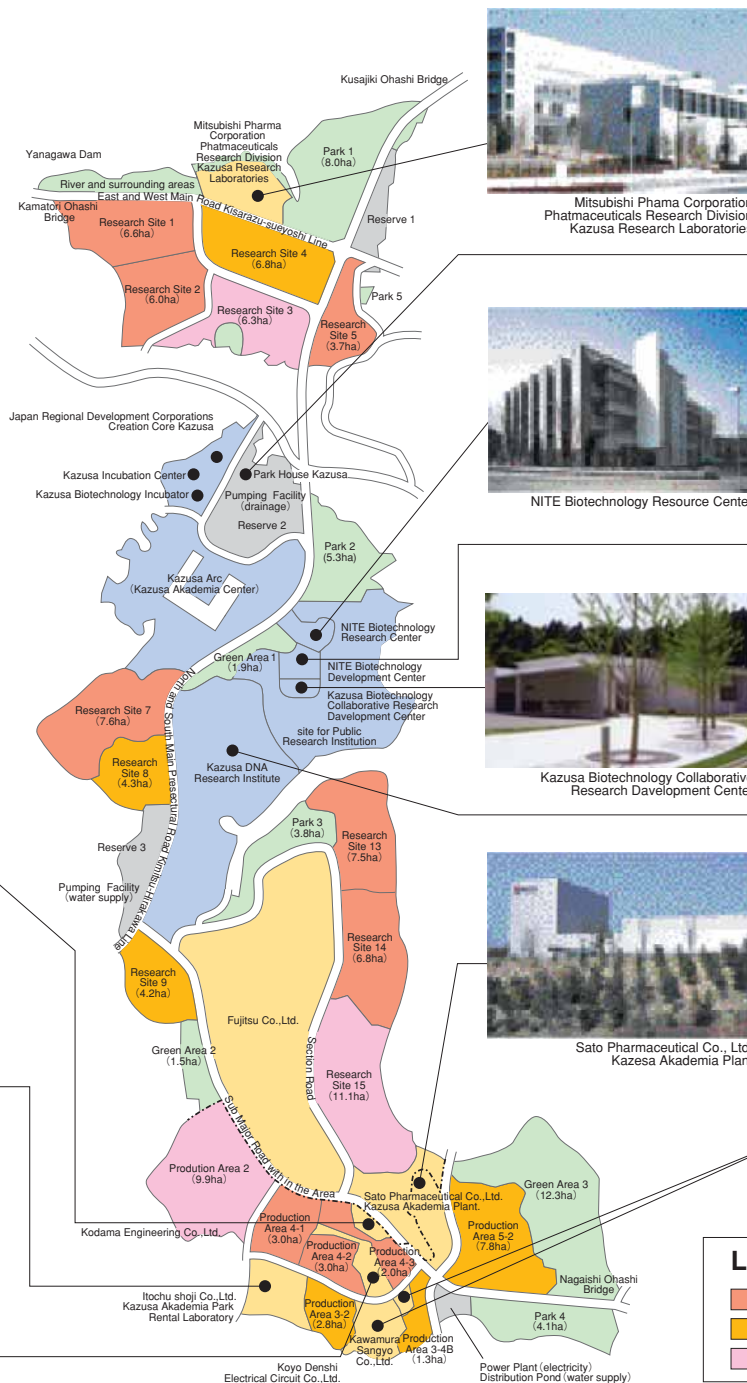 Kusajiki Ohashi Bridge
Mitsubishi Pharma
Corporation
Phatmaceuticals
Research Division
Kazusa Research
Laboratories
Park 1
(8.0ha)
Yanagawa Dam
River and surrounding areas
East and West Main Road Kisarazu-sueyoshi Line
Kamatori Ohashi
Bridge
Reserve 1
Research Site 1
(6.6ha)
Research Site 4
(6.8ha)
Research Site 2
(6.0ha)
Research Site 3
(6.3ha)
Park 5
Research
Site 5
(3.7ha)
Mitsubishi Phama Corporation
Phatmaceuticals Research Division
Kazusa Research Laboratories
Japan Regional Development Corporations
Creation Core Kazusa
Kazusa Incubation Center
Kazusa Biotechnology Incubator
Park House Kazusa
Pumping Facility
(drainage)
Reserve 2
NITE Biotechnology Resource Cente
Park 2
(5.3ha)
Kazusa Arc
(Kazusa Akademia Center)
NITE Biotechnology
Research Center
Green Area 1
(1.9ha)
NITE Biotechnology
Development Center
Kazusa Biotechnology
Collaborative Research
Davelopment Center
site for Public
Research Institution
Research Site 7
(7.6ha)
North and South Main Presectural Road Kimitsu-Hirakawa Line
Research
Site 8
(4.3ha)
Kazusa DNA
Research Institute
Kazusa Biotechnology Collaborative
Research Davelopment Cente
Reserve 3
Park 3
(3.8ha)
Research
Site 13
(7.5ha)
Pumping Facility
(water supply)
Research
Site 14
(6.8ha)
Research
Site 9
(4.2ha)
Fujitsu Co.,Ltd.
Green Area 2
(1.5ha)
Section Road
Research
Site 15
(11.1ha)
Sato Pharmaceutical Co., Ltd
Kazesa Akademia Plan
Sub Major Road with in the Area
Prodution Area 2
(9.9ha)
Green Area 3
(12.3ha)
Sato Pharmaceutical Co.,Ltd.
Kazusa Akademia Plant.
Production
Area 5-2
(7.8ha)
Kodama Engineering Co.,Ltd.
Production
Area 4-1
(3.0ha)
Production
Area 4-2
(3.0ha)
Production
Area 4-3
(2.0ha)
Nagaishi Ohashi
Bridge
Itochu shoji Co.,Ltd.
Kazusa Akademia Park
Rental Laboratory
Production
Area 3-2
(2.8ha)
Kawamura
Sangyo
Co.,Ltd.
Production
Area 3-4B
(1.3ha)
Park 4
(4.1ha)
Koyo Denshi
Electrical Circuit Co.,Ltd.
Power Plant (electricity)
Distribution Pond (water supply)
L